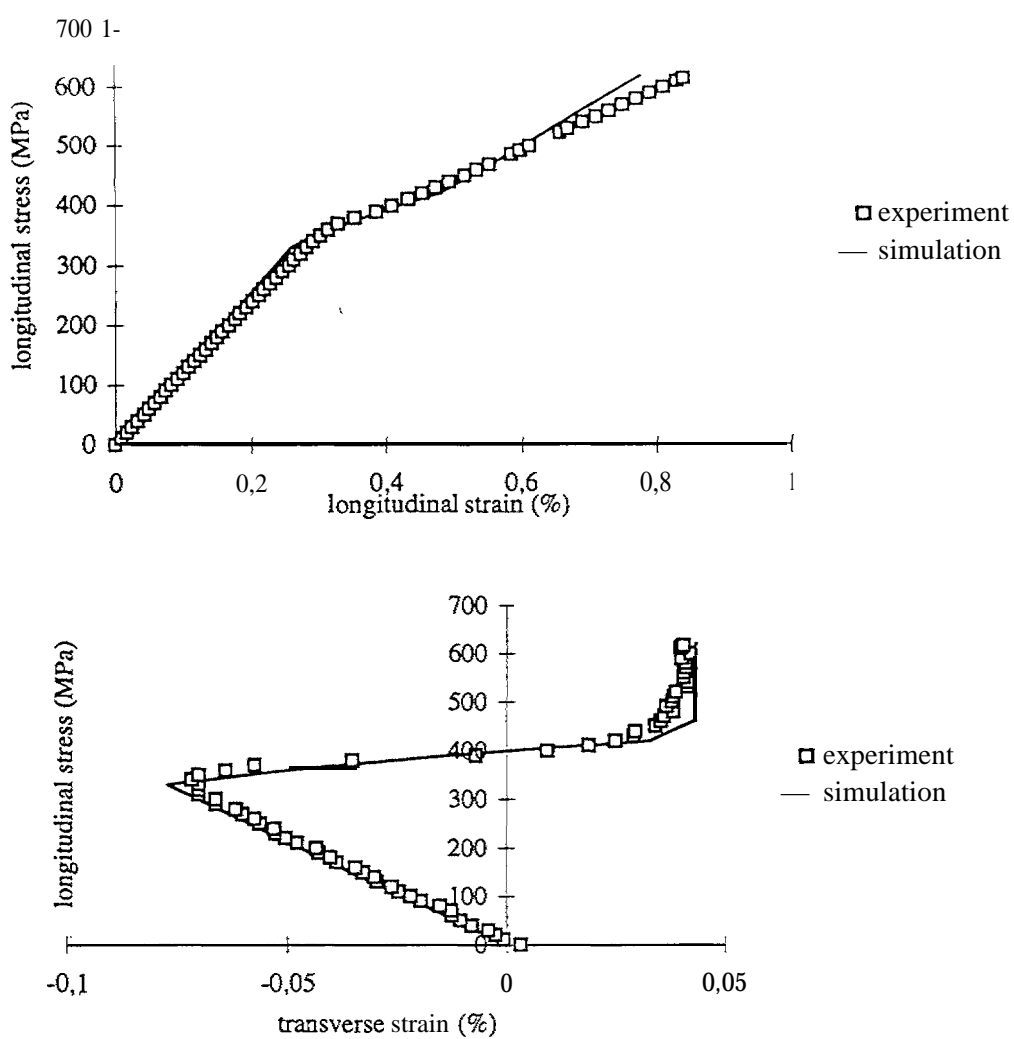 700 1-
600
500
400
300
200
100
0
longitudinal stress (MPa)
0 0,2 0,4 0,6 0,8 1
longitudinal strain (%)
experiment
simulation
700
600
500
400
300
200
100
0
longitudinal stress (MPa)
-0,1 -0,05 0 0,05
transverse strain (%)
experiment
simulation